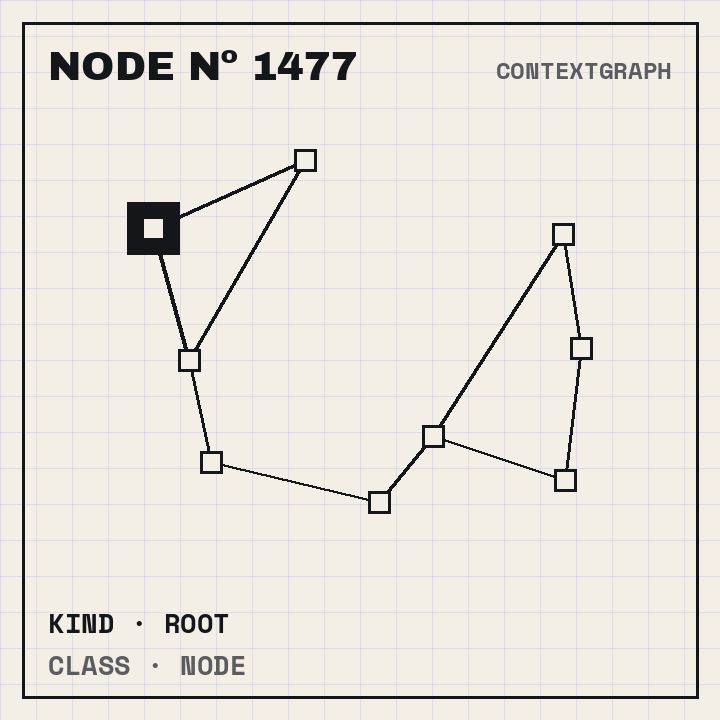 NODE Nº 1477
CONTEXTGRAPH
KIND · ROOT
CLASS · NODE